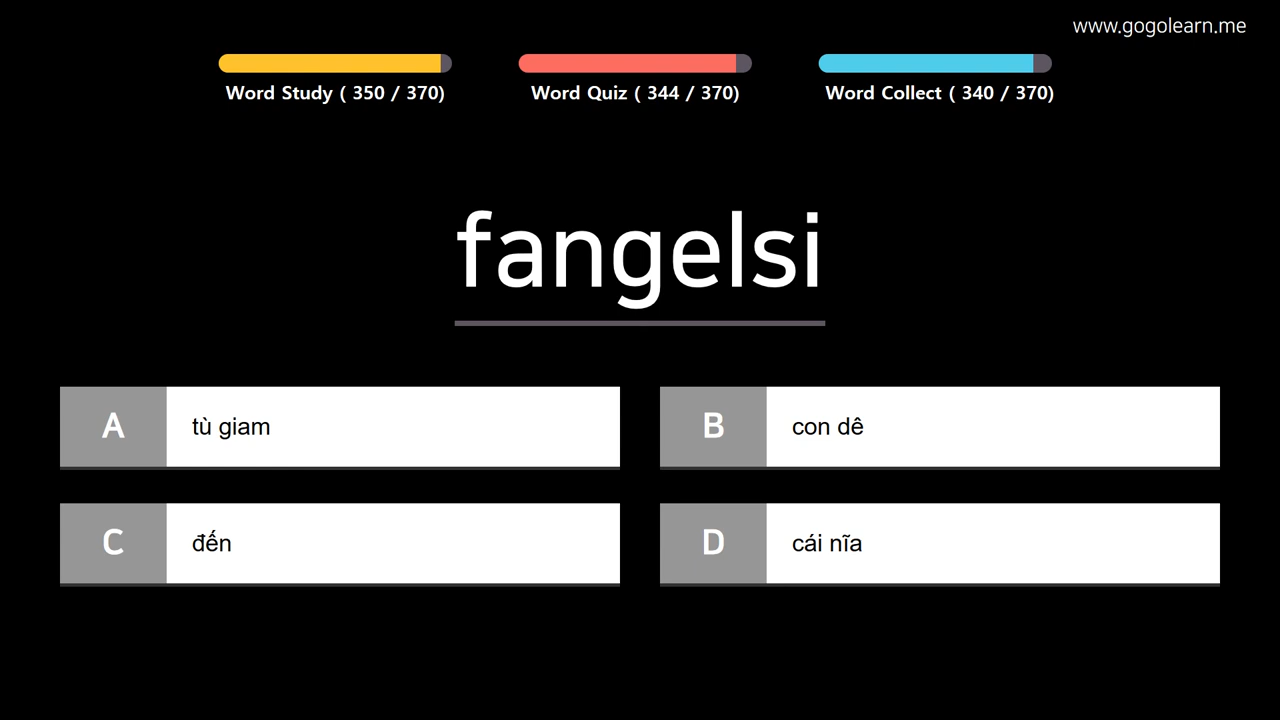 www.gogolearn.me
Word Study ( 350 / 370)
Word Quiz ( 344 / 370)
Word Collect ( 340 / 370)
fangelsi
A tù giam
B con dê
C đến
D cái nĩa